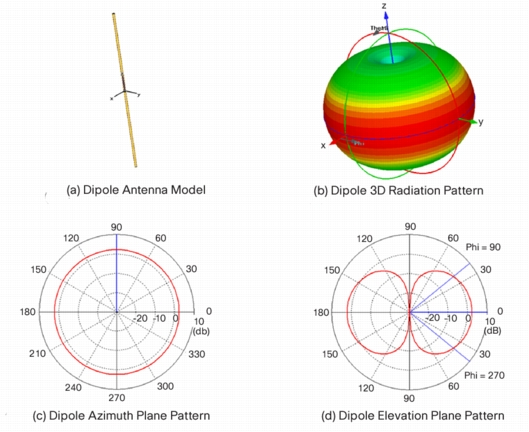 z
Theta
x
y
x
y
Phi
(a) Dipole Antenna Model
(b) Dipole 3D Radiation Pattern
90
120
60
150
30
180
-20 -10 0
10
0
(db)
210
330
240
300
270
90
120
60
Phi = 90
150
30
180
-20 -10 0
10
0
(dB)
150
30
120
60
Phi = 270
90
(c) Dipole Azimuth Plane Pattern
(d) Dipole Elevation Plane Pattern